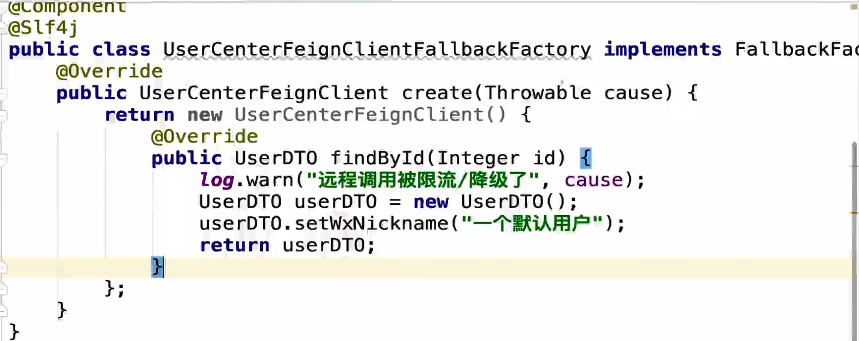 @Component
@Slf4j
public class UserCenterFeignClientFallbackFactory implements FallbackFac
@Override
public UserCenterFeignClient create(Throwable cause) {
return new UserCenterFeignClient() {
@Override
public UserDTO findById(Integer id) {
log.warn("远程调用被限流/降级了", cause);
UserDTO userDTO = new UserDTO();
userDTO.setWxNickname("一个默认用户");
return userDTO;
}
};
}
}